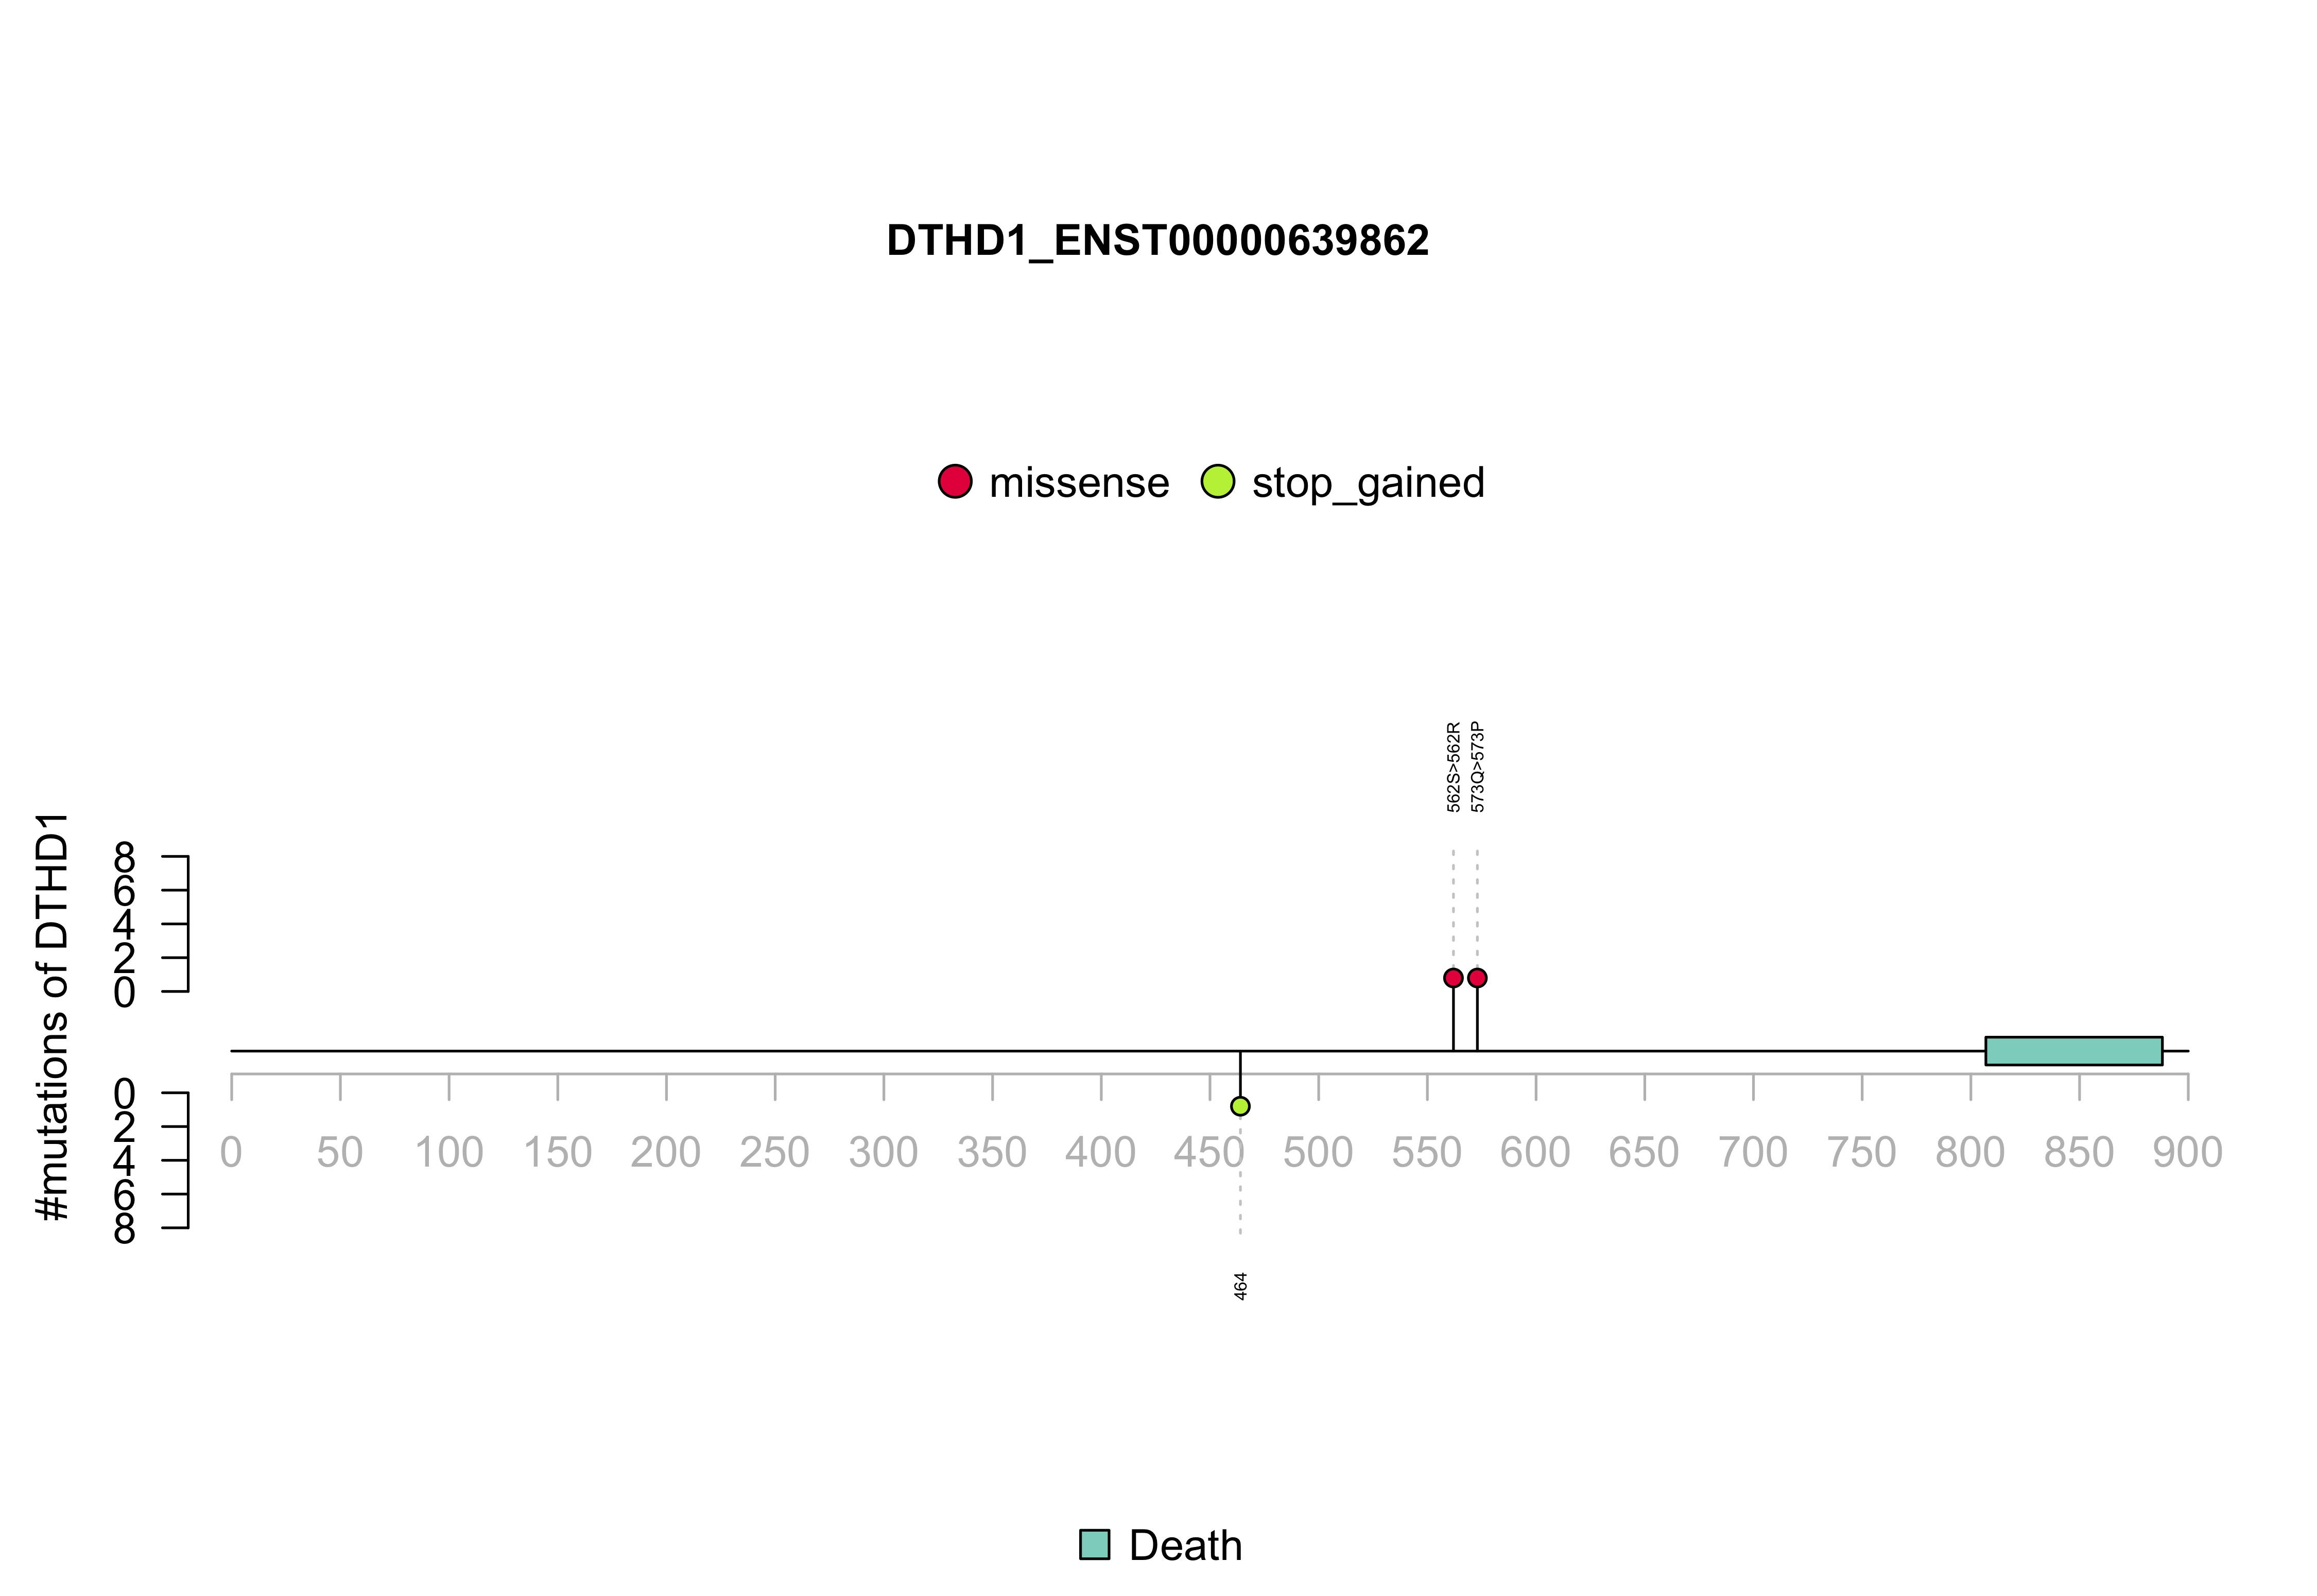 DTHD1_ENST00000639862
missense stop_gained
562S>562R
573Q>573P
#mutations of DTHD1
8
6
4
2
0
0
2
4
6
8
0 50 100 150 200 250 300 350 400 450 500 550 600 650 700 750 800 850 900
464
Death